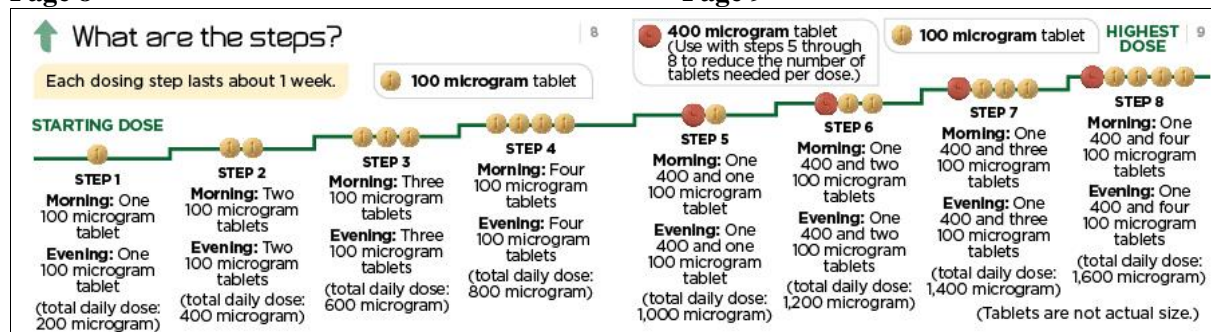 Page 8
Page 9
What are the steps?
8
Each dosing step lasts about 1 week.
100 microgram tablet
400 microgram tablet
(Use with steps 5 through
8 to reduce the number of
tablets needed per dose.)
100 microgram tablet
HIGHEST
DOSE
9
STARTING DOSE
STEP 1
Morning: One
100 microgram
tablet
Evening: One
100 microgram
tablet
(total daily dose:
200 microgram)
STEP 2
Morning: Two
100 microgram
tablets
Evening: Two
100 microgram
tablets
(total daily dose:
400 microgram)
STEP 3
Morning: Three
100 microgram
tablets
Evening: Three
100 microgram
tablets
(total daily dose:
600 microgram)
STEP 4
Morning: Four
100 microgram
tablets
Evening: Four
100 microgram
tablets
(total daily dose:
800 microgram)
STEP 5
Morning: One
400 and one
100 microgram
tablet
Evening: One
400 and one
100 microgram
tablet
(total daily dose:
1,000 microgram)
STEP 6
Morning: One
400 and two
100 microgram
tablets
Evening: One
400 and two
100 microgram
tablets
(total daily dose:
1,200 microgram)
STEP 7
Morning: One
400 and three
100 microgram
tablets
Evening: One
400 and three
100 microgram
tablets
(total daily dose:
1,400 microgram)
STEP 8
Morning: One
400 and four
100 microgram
tablets
Evening: One
400 and four
100 microgram
tablets
(total daily dose:
1,600 microgram)
(Tablets are not actual size.)